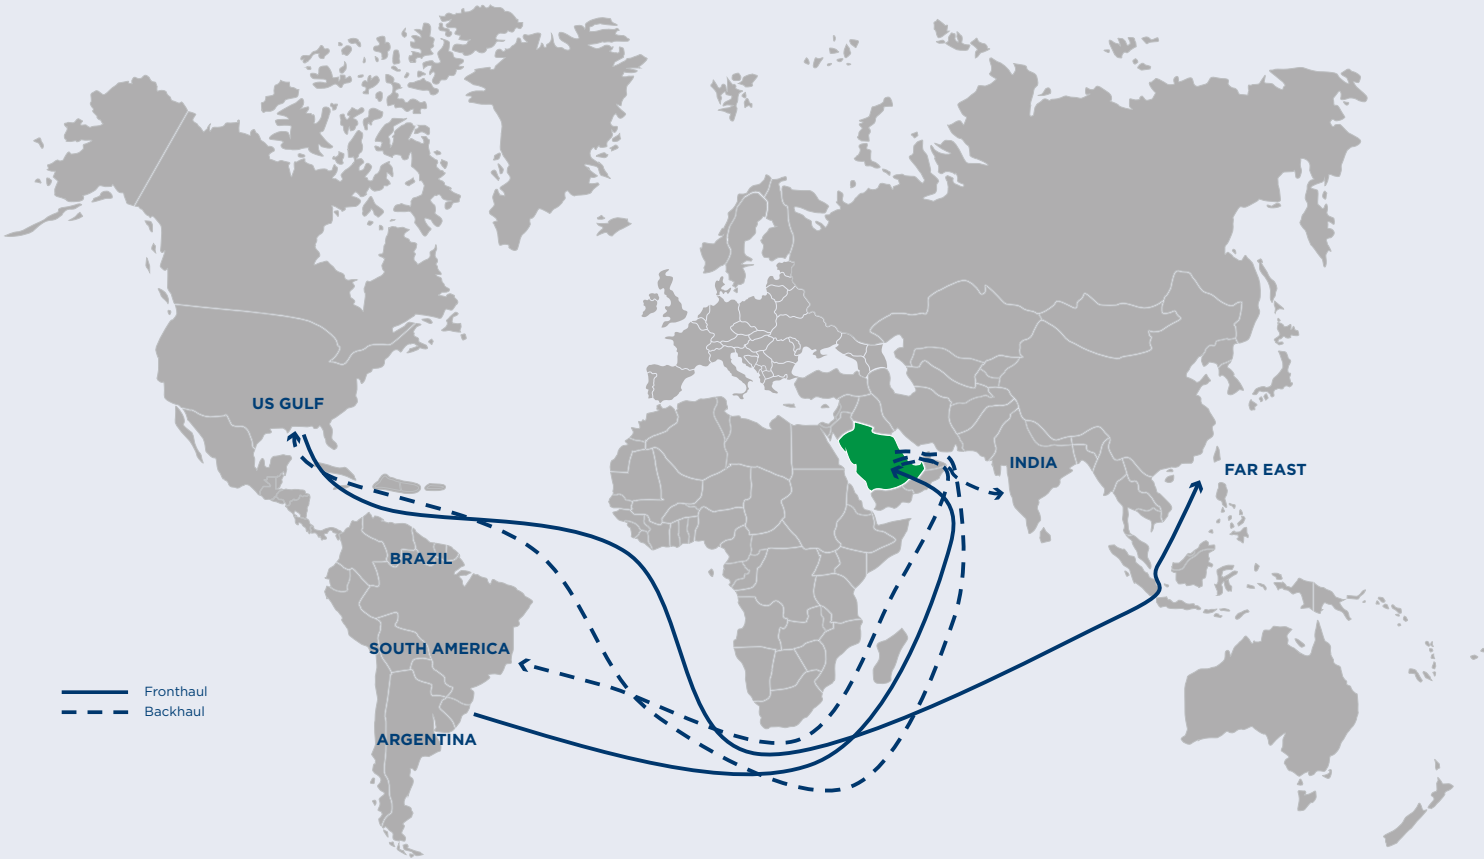 US GULF
INDIA
FAR EAST
BRAZIL
SOUTH AMERICA
Fronthaul
Backhaul
ARGENTINA